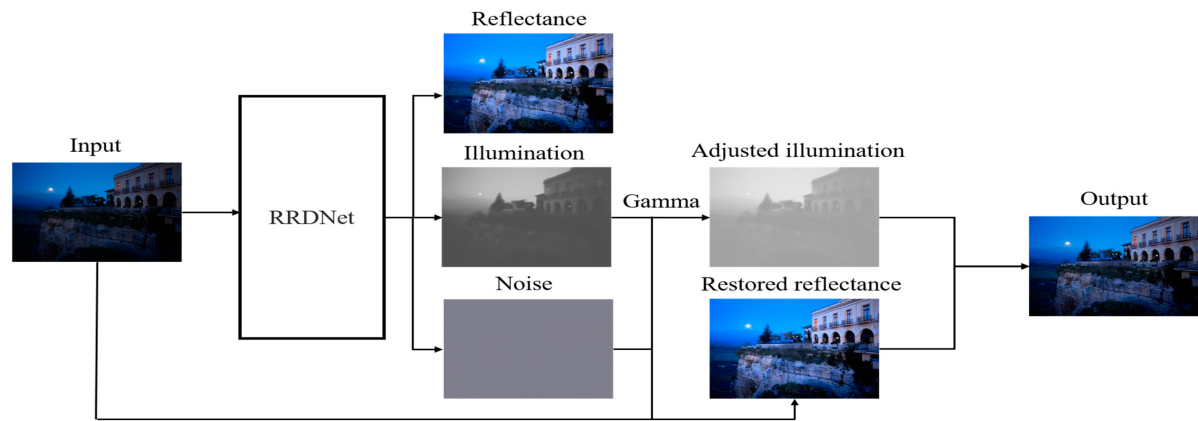 Reflectance
Input
RRDNet
Illumination
Gamma
Adjusted illumination
Noise
Restored reflectance
Output